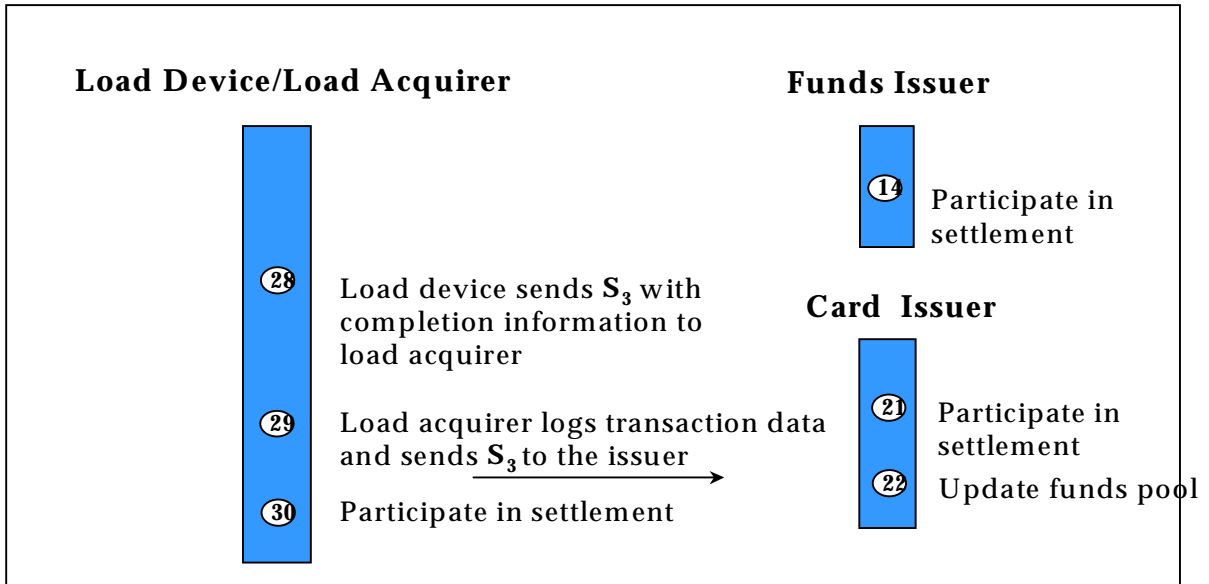 Load Device/Load Acquirer
28
Load device sends S3 with
completion information to
load acquirer
29
Load acquirer logs transaction data
and sends S3 to the issuer
30
Participate in settlement
Funds Issuer
14
Participate in
settlement
Card Issuer
21
Participate in
settlement
22
Update funds pool